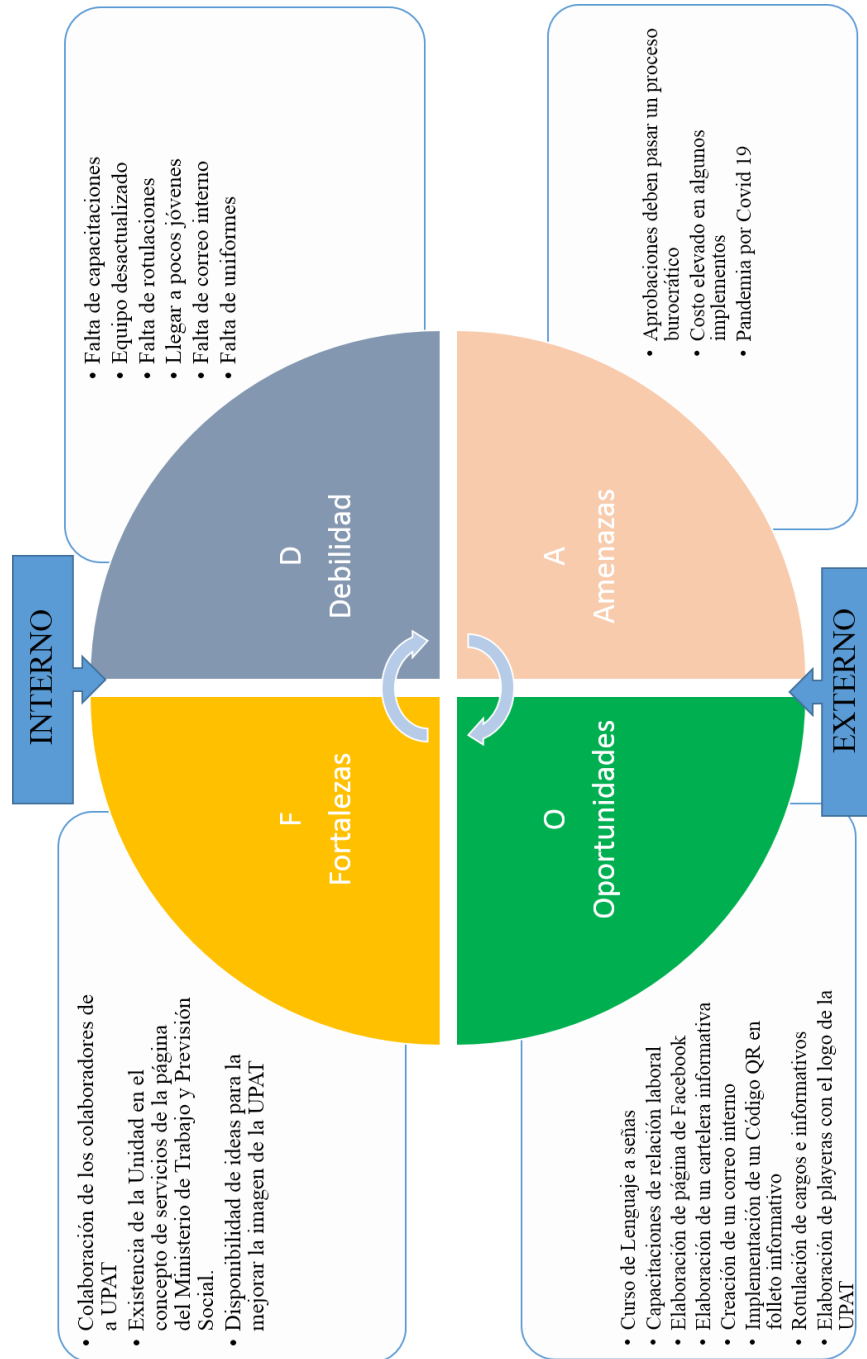 INTERNO
• Colaboración de los colaboradores de
a UPAT
• Existencia de la Unidad en el
concepto de servicios de la página
del Ministerio de Trabajo y Previsión
Social.
• Disponibilidad de ideas para la
mejorar la imagen de la UPAT
F
Fortalezas
D
Debilidad
• Falta de capacitaciones
• Equipo desactualizado
• Falta de rotulaciones
• Llegar a pocos jóvenes
• Falta de correo interno
• Falta de uniformes
• Curso de Lenguaje a señas
• Capacitaciones de relación laboral
• Elaboración de página de Facebook
• Elaboración de un cartelera informativa
• Creación de un correo interno
• Implementación de un Código QR en
folleto informativo
• Rotulación de cargos e informativos
• Elaboración de playeras con el logo de la
UPAT
O
Oportunidades
A
Amenazas
• Aprobaciones deben pasar un proceso
burocrático
• Costo elevado en algunos
implementos
• Pandemia por Covid 19
EXTERNO